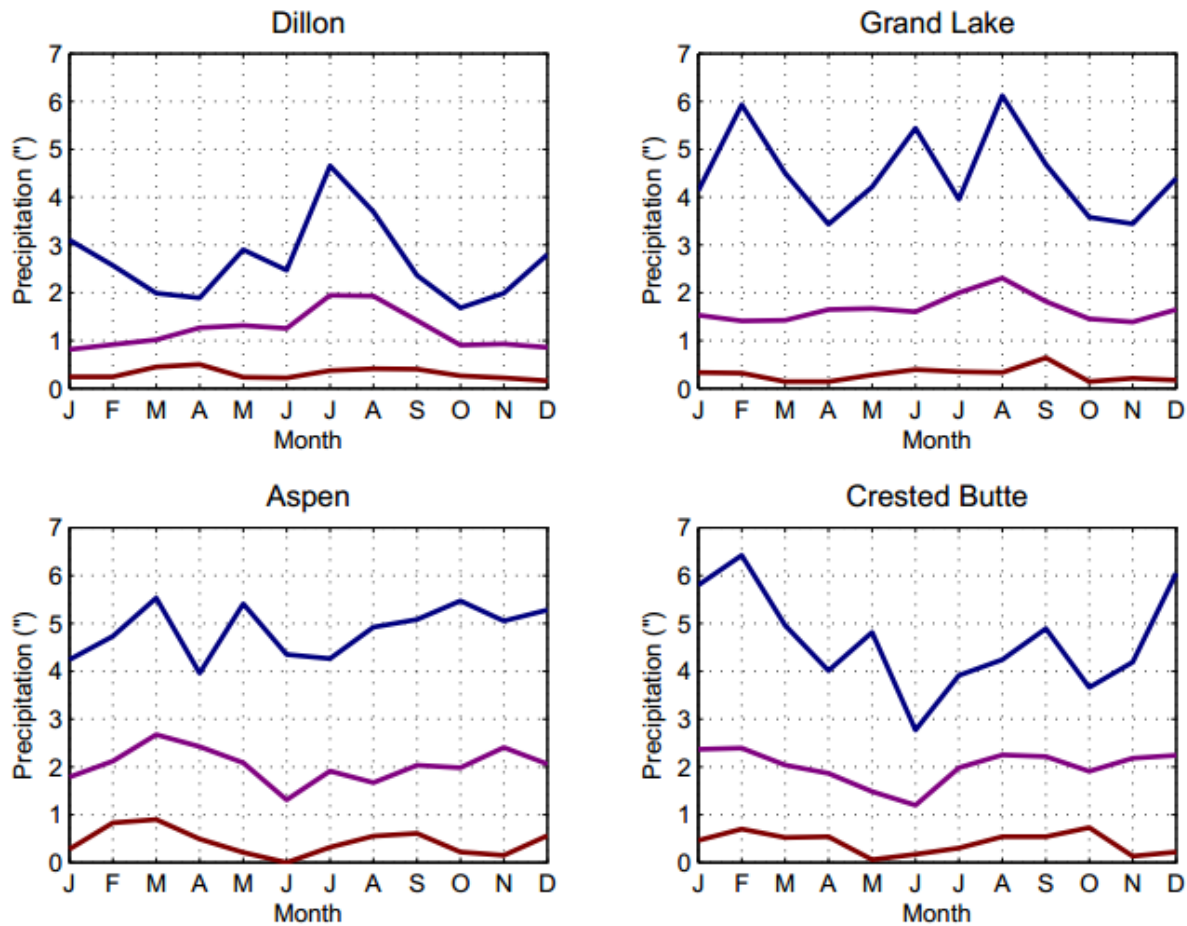 Dillon
Precipitation (")
7
6
5
4
3
2
1
0
J F M A M J J A S O N D
Month
Grand Lake
Precipitation (")
7
6
5
4
3
2
1
0
J F M A M J J A S O N D
Month
Aspen
Precipitation (")
7
6
5
4
3
2
1
0
J F M A M J J A S O N D
Month
Crested Butte
Precipitation (")
7
6
5
4
3
2
1
0
J F M A M J J A S O N D
Month